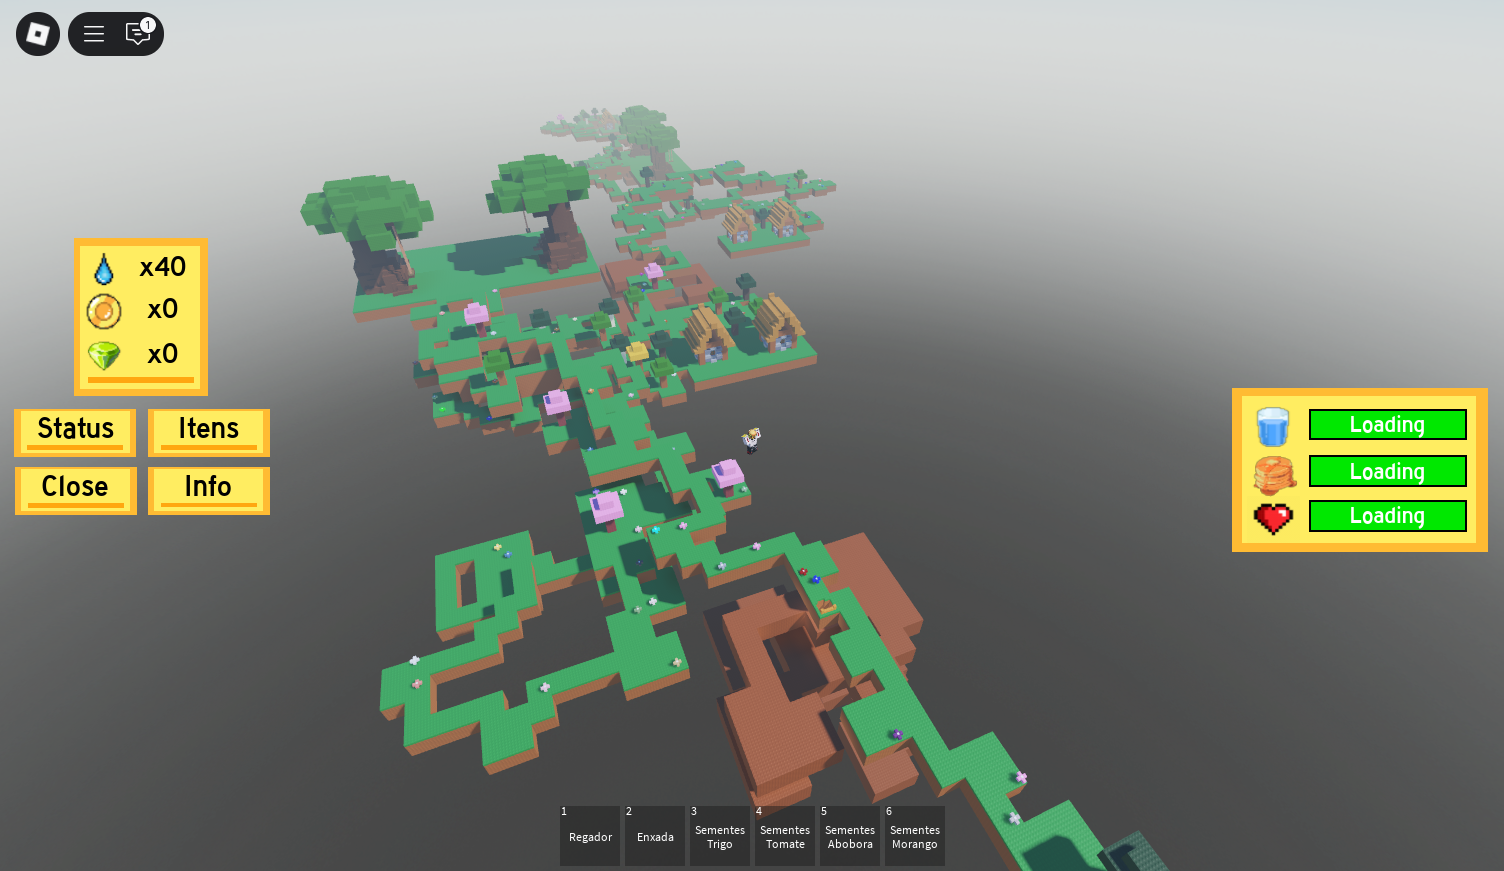 1
x40
x0
x0
Status
Itens
Close
Info
Loading
Loading
Loading
1
Regador
2
Enxada
3
Sementes
Trigo
4
Sementes
Tomate
5
Sementes
Abobora
6
Sementes
Morango